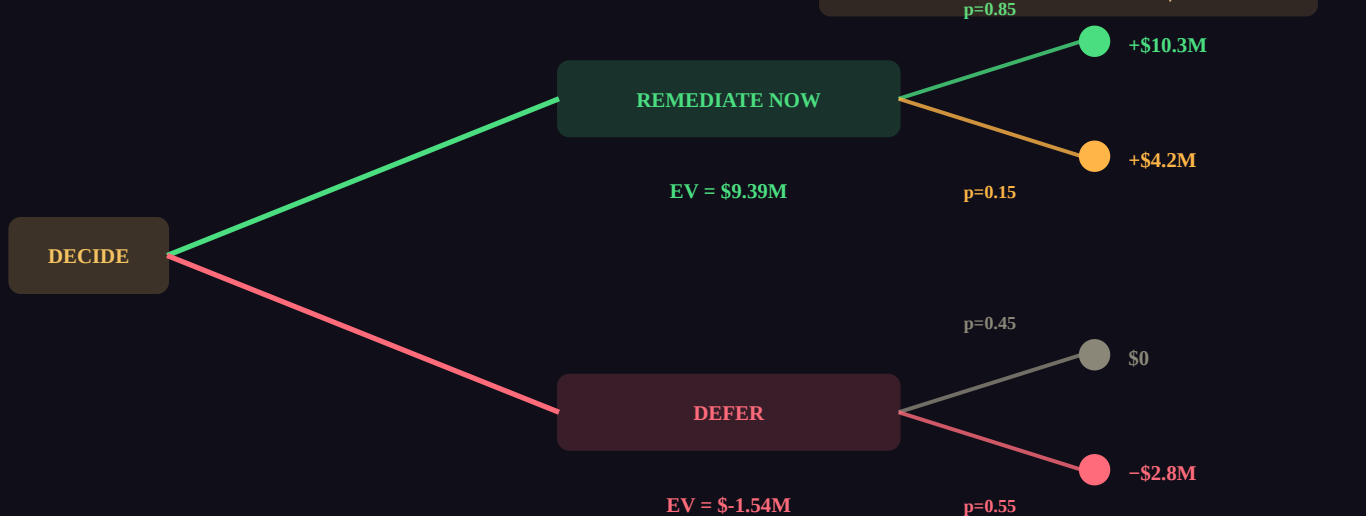 p=0.85
+$10.3M
REMEDIATE NOW
+$4.2M
EV = $9.39M
p=0.15
DECIDE
p=0.45
$0
DEFER
−$2.8M
EV = $-1.54M
p=0.55